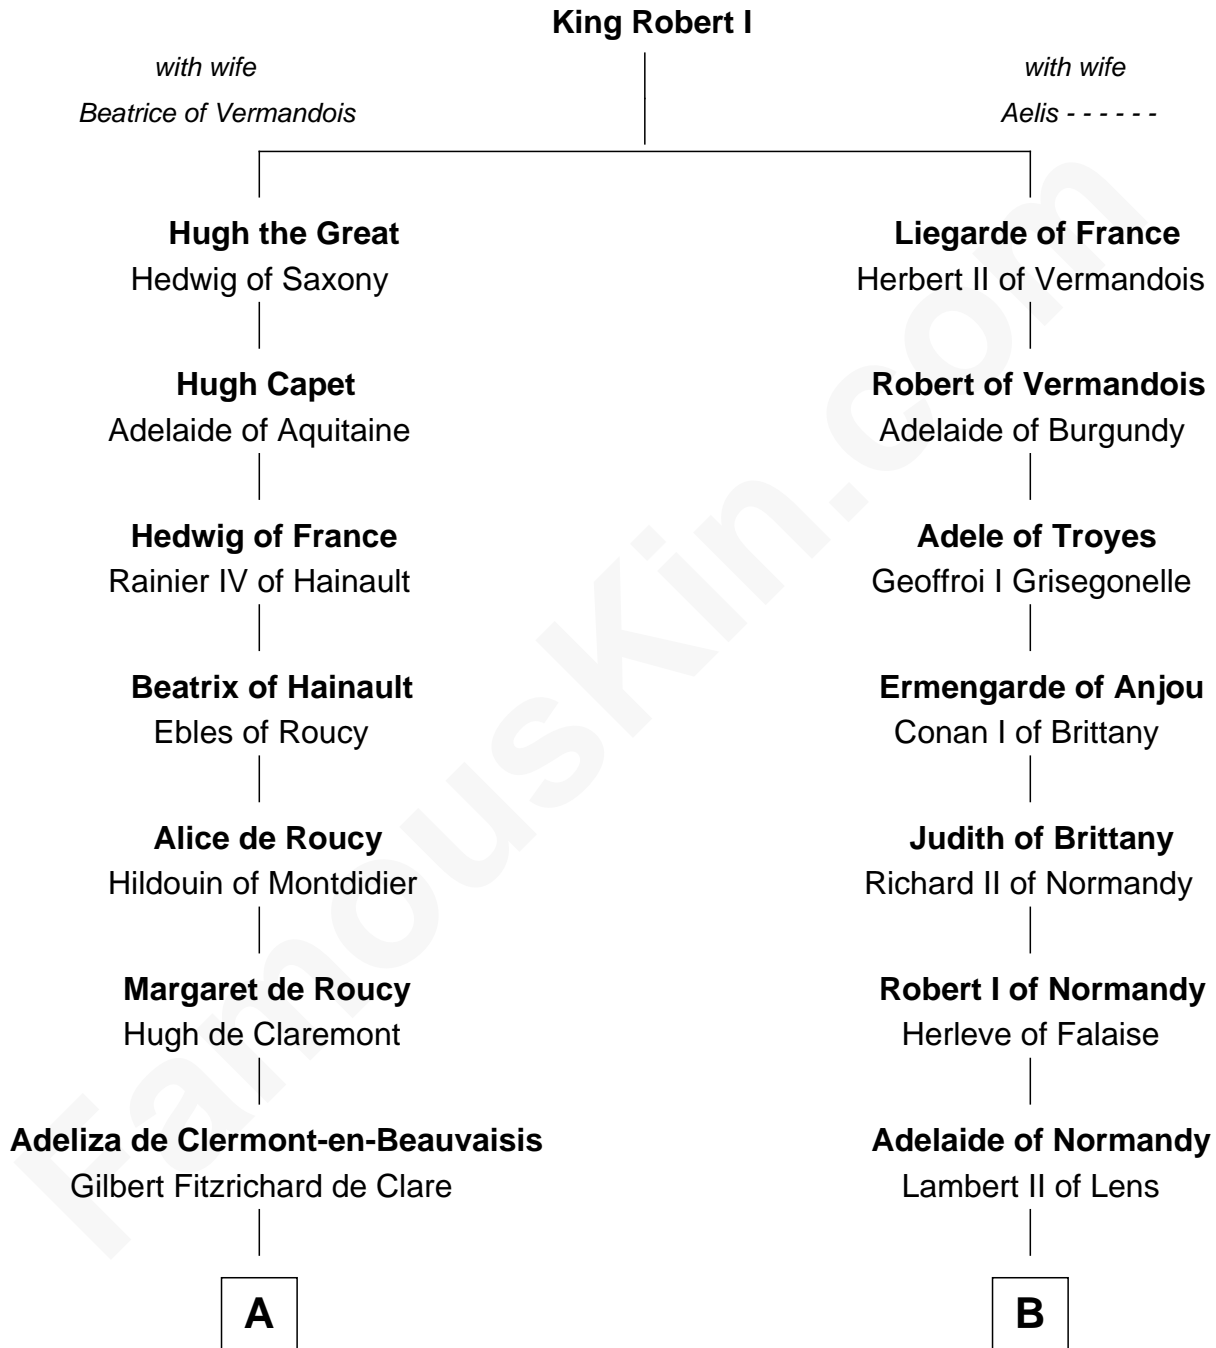 King Robert I
with wife
Beatrice of Vermandois
with wife
Aelis - - - - - -
Hugh the Great
Hedwig of Saxony
Liegarde of France
Herbert II of Vermandois
Hugh Capet
Adelaide of Aquitaine
Robert of Vermandois
Adelaide of Burgundy
Hedwig of France
Rainier IV of Hainault
Adele of Troyes
Geoffroi I Grisegonelle
Beatrix of Hainault
Ebles of Roucy
Ermengarde of Anjou
Conan I of Brittany
Alice de Roucy
Hildouin of Montdidier
Judith of Brittany
Richard II of Normandy
Margaret de Roucy
Hugh de Claremont
Robert I of Normandy
Herleve of Falaise
Adeliza de Clermont-en-Beauvaisis
Gilbert Fitzrichard de Clare
Adelaide of Normandy
Lambert II of Lens
A
B
FamousKin.com